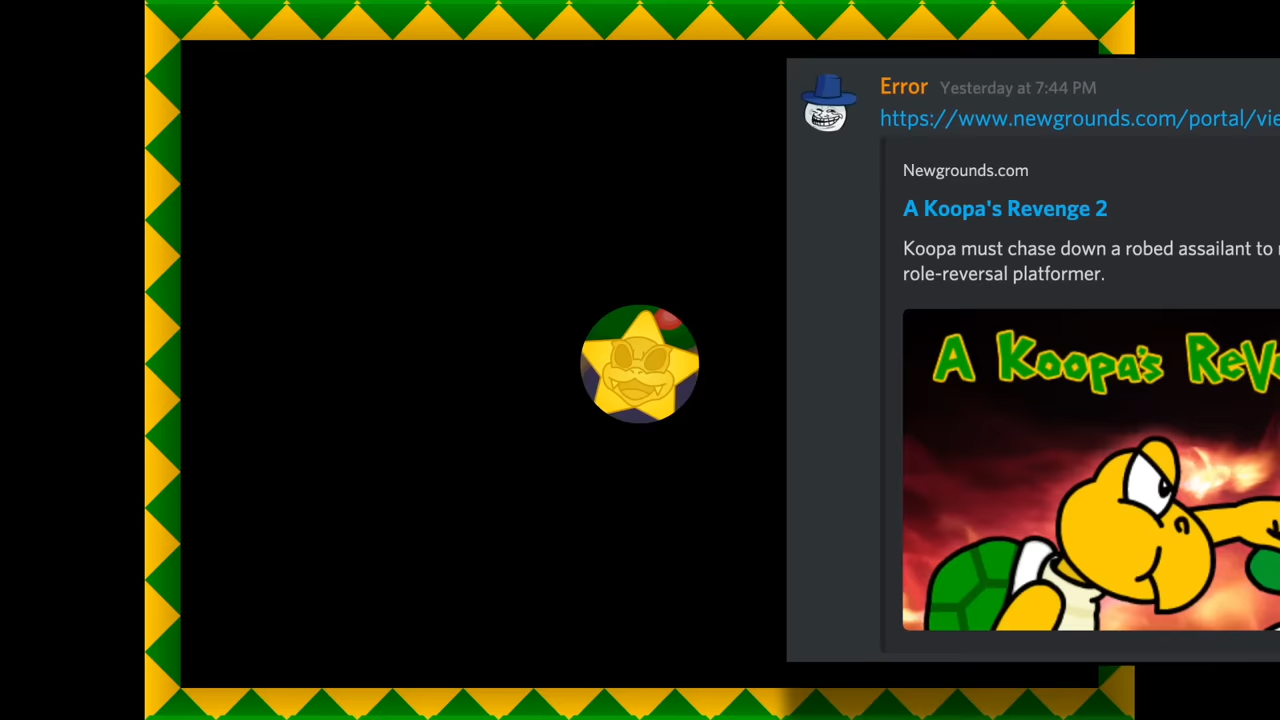 Error Yesterday at 7:44 PM
https://www.newgrounds.com/portal/vie
Newgrounds.com
A Koopa's Revenge 2
Koopa must chase down a robed assailant to
role-reversal platformer.
A Koopa's Reve